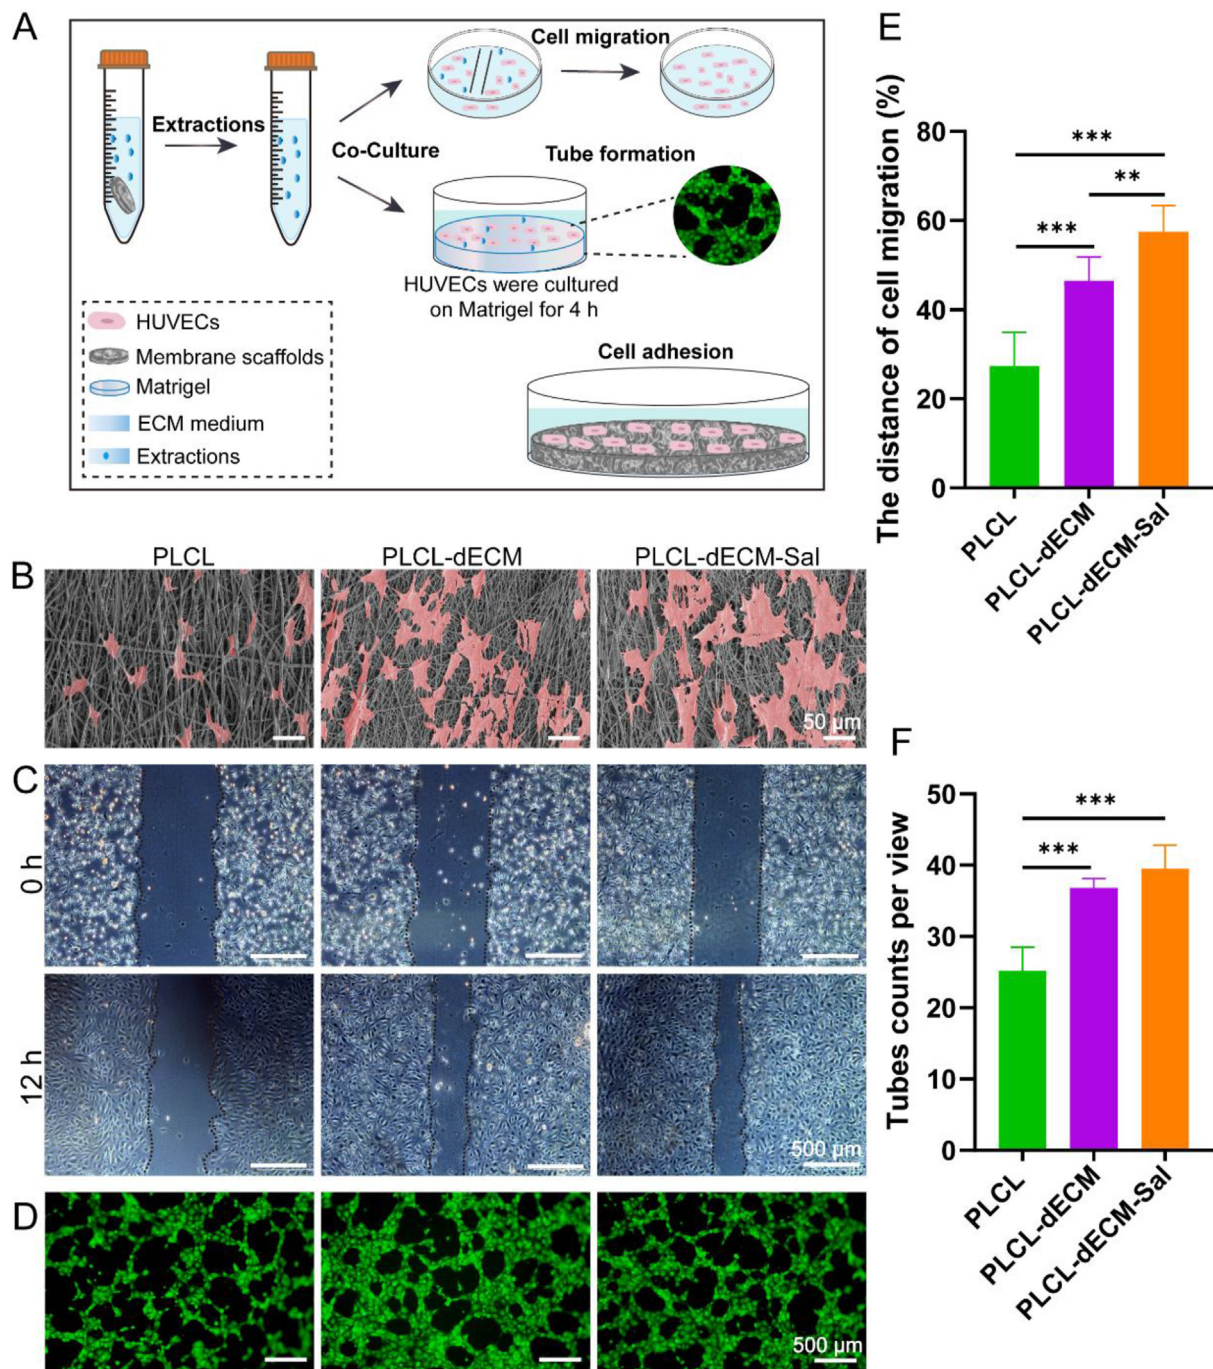 A
Extractions
Co-Culture
Cell migration
Tube formation
HUVECs were cultured
on Matrigel for 4 h
Cell adhesion
HUVECs
Membrane scaffolds
Matrigel
ECM medium
Extractions
B
PLCL
PLCL-dECM
PLCL-dECM-Sal
50 μm
C
0 h
12 h
500 μm
D
500 μm
E
The distance of cell migration (%)
80
60
40
20
0
***
**
***
PLCL
PLCL-dECM
PLCL-dECM-Sal
F
Tubes counts per view
50
40
30
20
10
0
***
***
PLCL
PLCL-dECM
PLCL-dECM-Sal